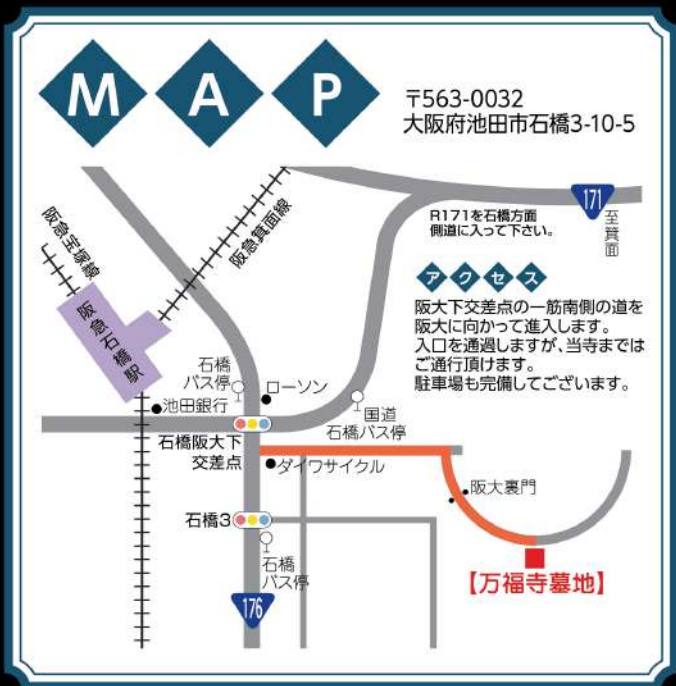 MAP
〒563-0032
大阪府池田市石橋3-10-5
171
至箕面
R171を石橋方面
側道に入って下さい。
阪急宝塚線
阪急箕面線
阪急石橋駅
アクセス
阪大下交差点の一筋南側の道を
阪大に向かって進入します。
入口を通過しますが、当寺までは
ご通行頂けます。
駐車場も完備してございます。
石橋
バス停
ローソン
池田銀行
国道
石橋バス停
石橋阪大下
交差点
ダイワサイクル
阪大裏門
石橋3
石橋
バス停
176
【万福寺墓地】